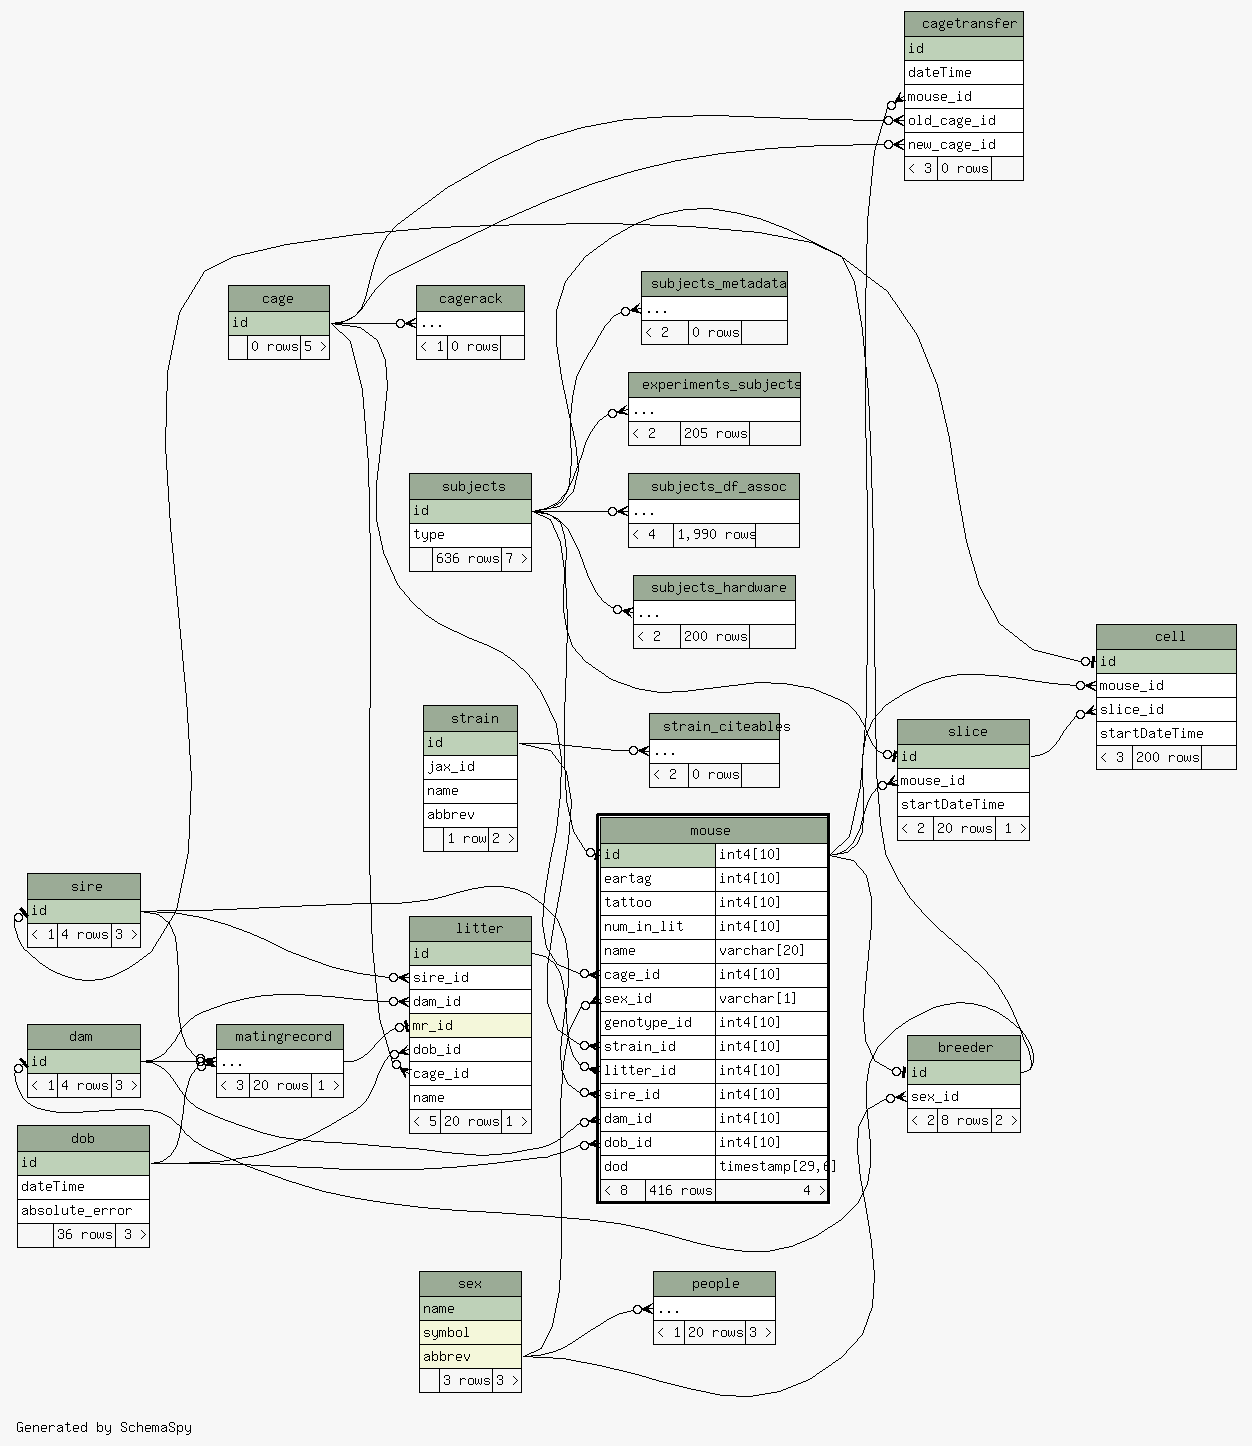 cagetransfer
id
dateTime
mouse_id
old_cage_id
new_cage_id
< 3 0 rows
cage
id
0 rows 5 >
cagerack
...
< 1 0 rows
subjects_metadata
...
< 2 0 rows
experiments_subjects
...
< 2 205 rows
subjects
id
type
636 rows 7 >
subjects_df_assoc
...
< 4 1,990 rows
subjects_hardware
...
< 2 200 rows
cell
id
mouse_id
slice_id
startDateTime
< 3 200 rows
strain
id
jax_id
name
abbrev
1 row 2 >
strain_citeables
...
< 2 0 rows
slice
id
mouse_id
startDateTime
< 2 20 rows 1 >
mouse
id int4[10]
eartag int4[10]
tattoo int4[10]
num_in_lit int4[10]
name varchar[20]
cage_id int4[10]
sex_id varchar[1]
genotype_id int4[10]
strain_id int4[10]
litter_id int4[10]
sire_id int4[10]
dam_id int4[10]
dob_id int4[10]
dod timestamp[29,6]
< 8 416 rows 4 >
sire
id
< 1 4 rows 3 >
litter
id
sire_id
dam_id
mr_id
dob_id
cage_id
name
< 5 20 rows 1 >
dam
id
< 1 4 rows 3 >
matingrecord
...
< 3 20 rows 1 >
breeder
id
sex_id
< 2 8 rows 2 >
dob
id
dateTime
absolute_error
36 rows 3 >
sex
name
symbol
abbrev
3 rows 3 >
people
...
< 1 20 rows 3 >
Generated by SchemaSpy